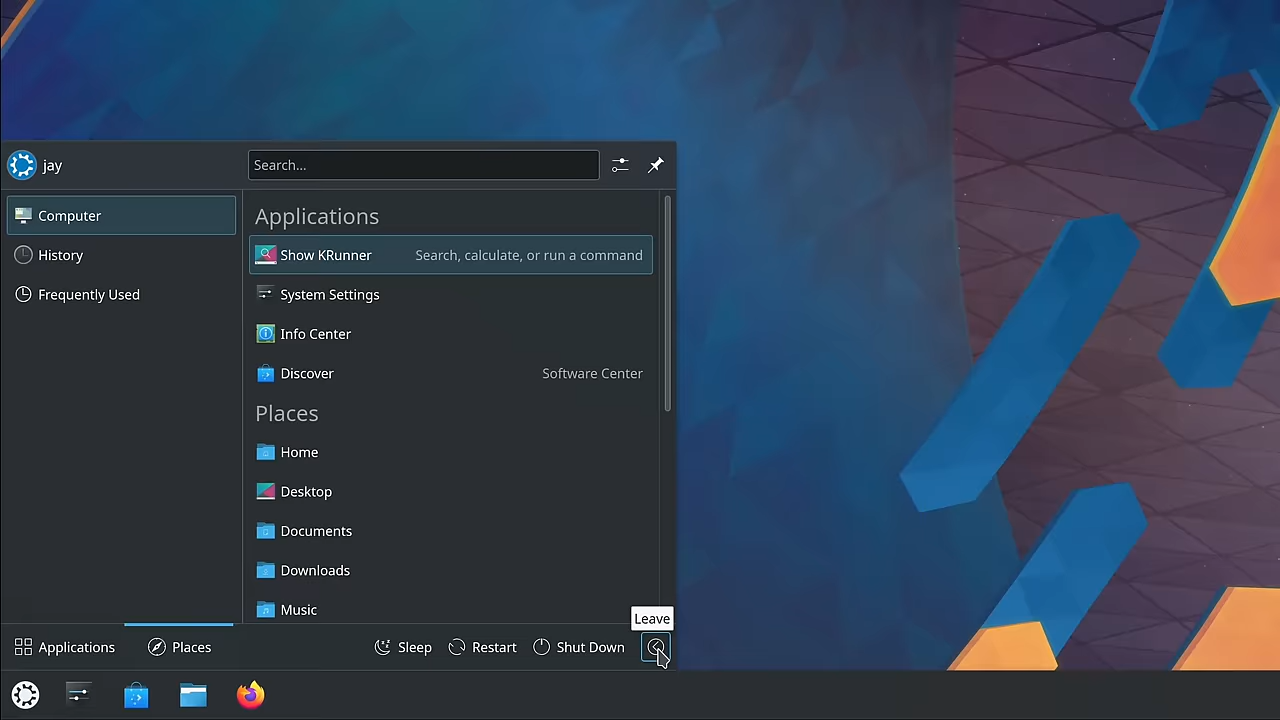 jay
Search...
Computer
History
Frequently Used
Applications
Show KRunner Search, calculate, or run a command
System Settings
Info Center
Discover Software Center
Places
Home
Desktop
Documents
Downloads
Music
Leave
Applications Places Sleep Restart Shut Down